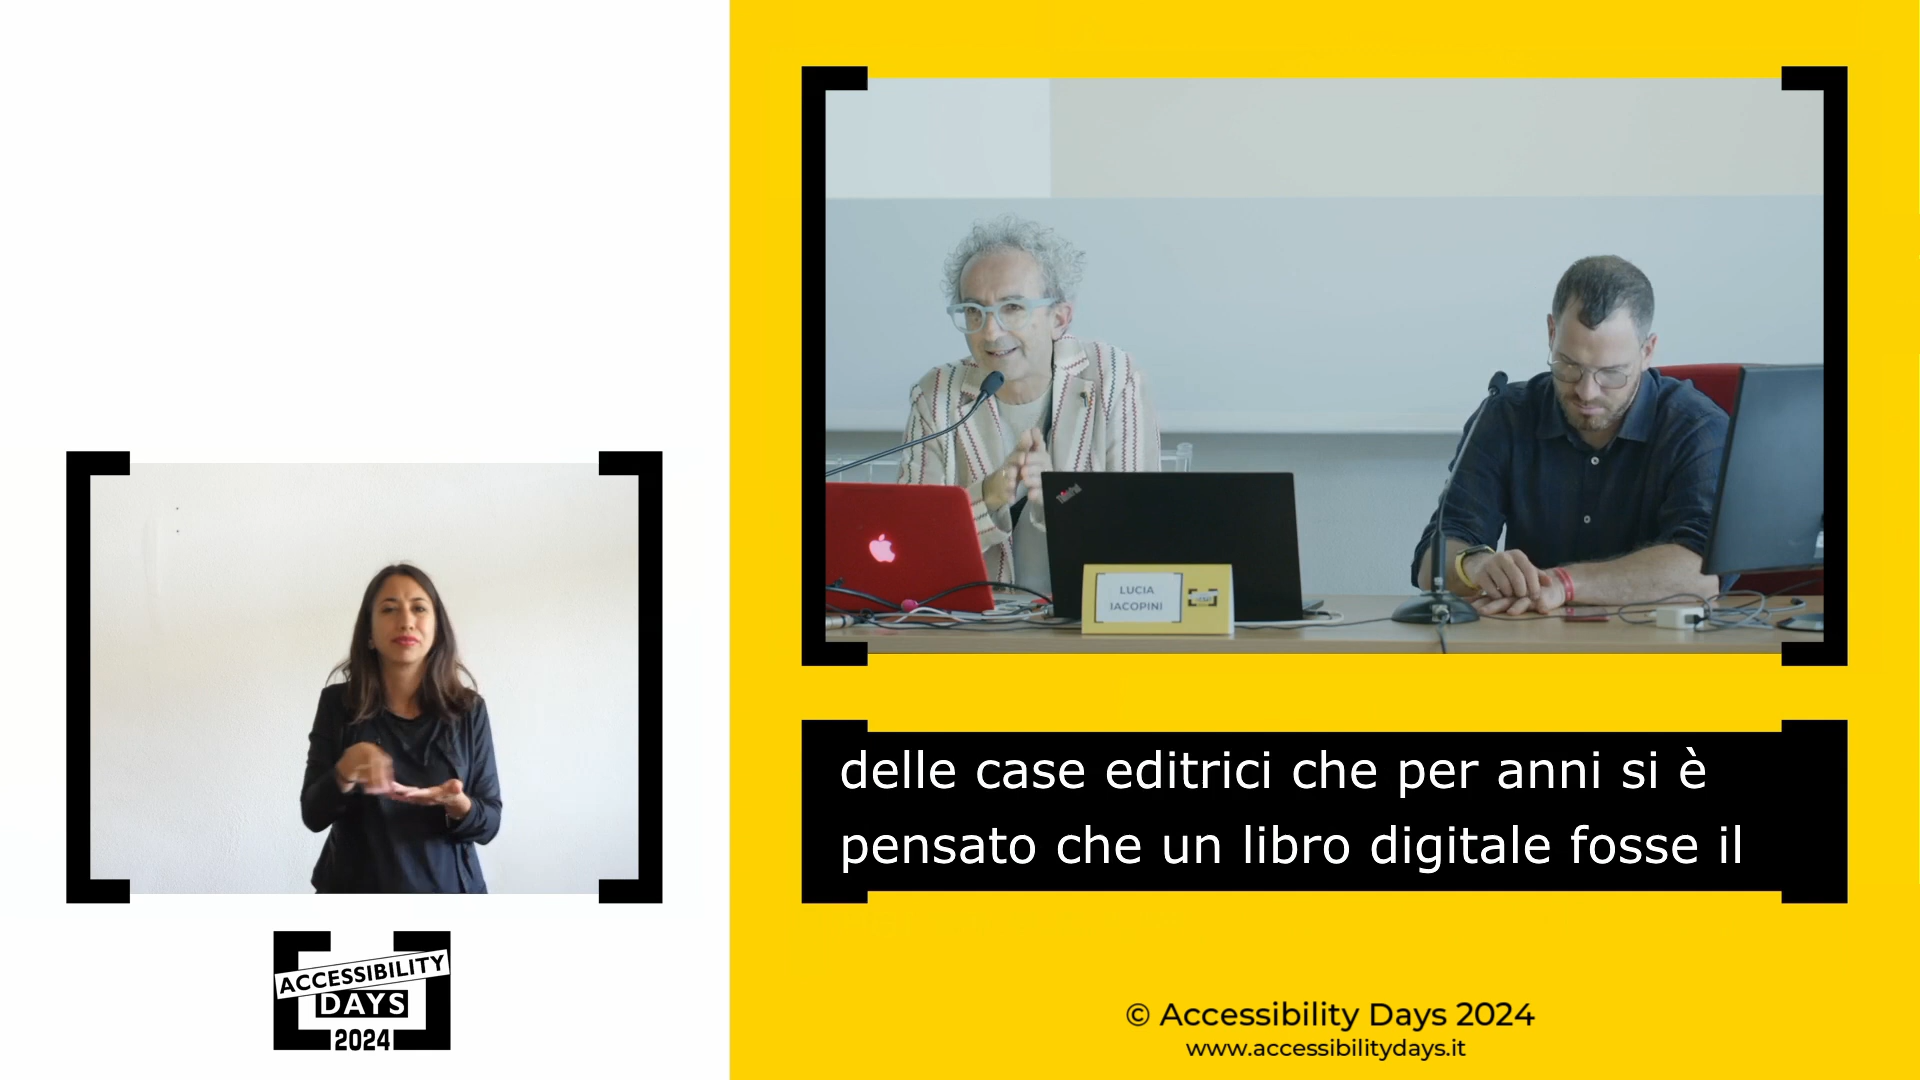 LUCIA
IACOPINI
ThinkPad
delle case editrici che per anni si è
pensato che un libro digitale fosse il
ACCESSIBILITY
DAYS
2024
© Accessibility Days 2024
www.accessibilitydays.it